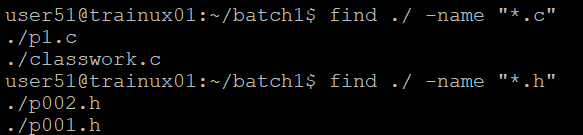 user51@trainux01:~/batch1$ find ./ -name "*.c"
./p1.c
./classwork.c
user51@trainux01:~/batch1$ find ./ -name "*.h"
./p002.h
./p001.h